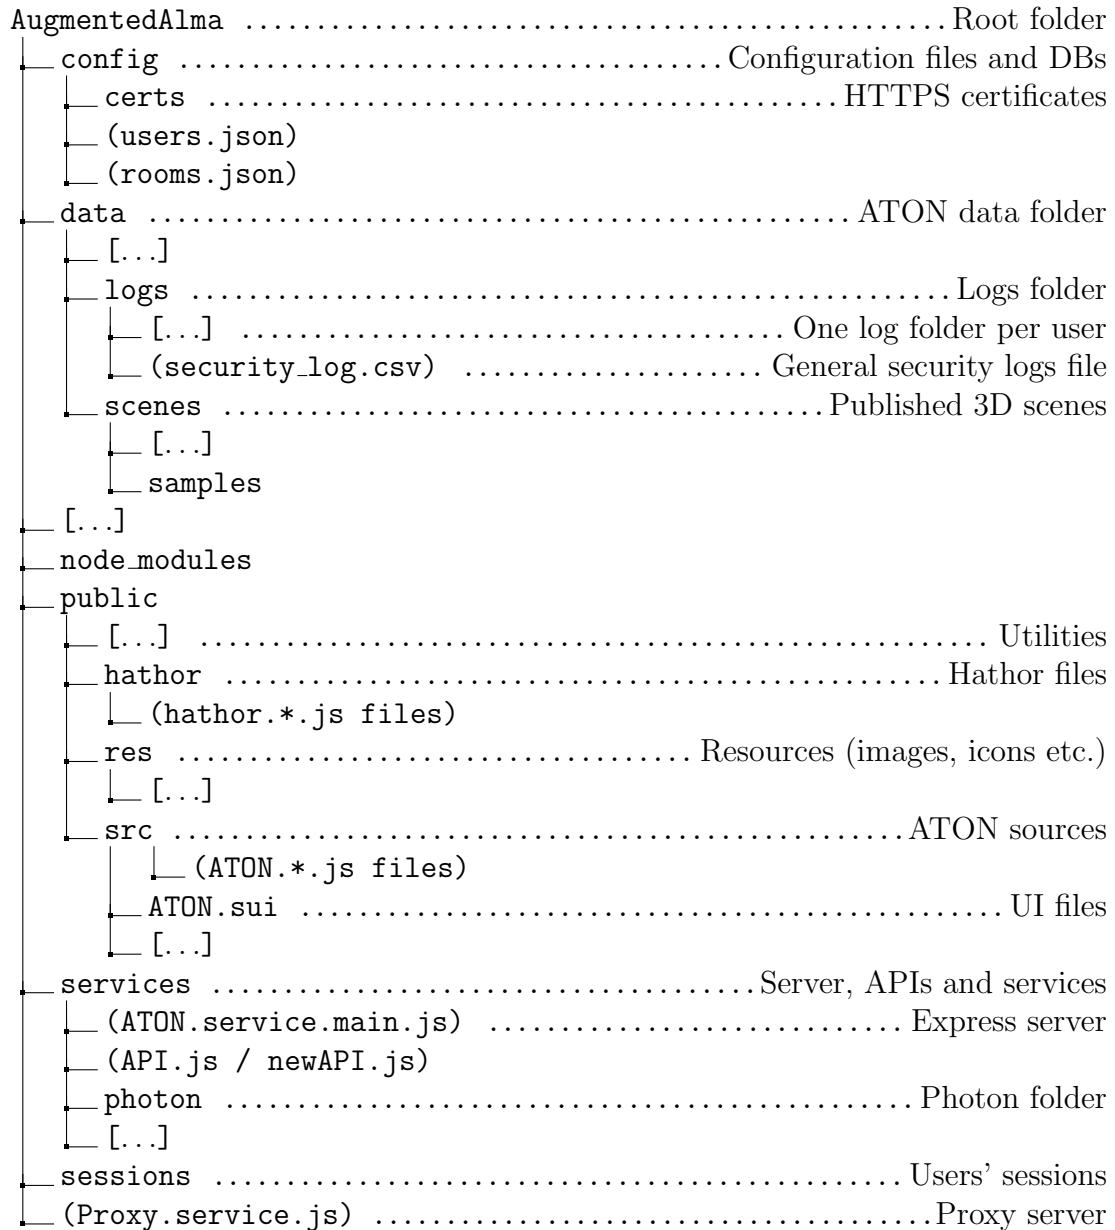 AugmentedAlma ........ Root folder
config ........ Configuration files and DBs
certs ........ HTTPS certificates
(users.json)
(rooms.json)
data ........ ATON data folder
[...]
logs ........ Logs folder
[...] ........ One log folder per user
(security_log.csv) ........ General security logs file
scenes ........ Published 3D scenes
[...]
samples
[...]
node_modules
public
[...] ........ Utilities
hathor ........ Hathor files
(hathor.*.js files)
res ........ Resources (images, icons etc.)
[...]
src ........ ATON sources
(ATON.*.js files)
ATON.sui ........ UI files
[...]
services ........ Server, APIs and services
(ATON.service.main.js) ........ Express server
(API.js / newAPI.js)
photon ........ Photon folder
[...]
sessions ........ Users' sessions
(Proxy.service.js) ........ Proxy server